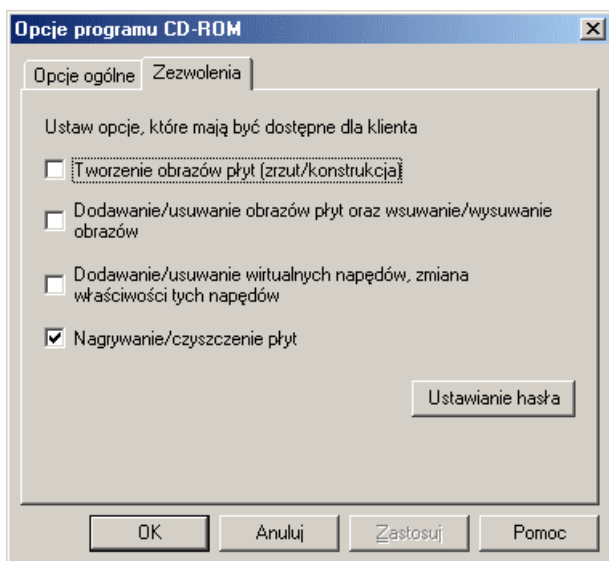 Opcje programu CD-ROM
Opcje ogólne
Zezwolenia
Ustaw opcje, które mają być dostępne dla klienta
Tworzenie obrazów płyt (zrzut/konstrukcja)
Dodawanie/usuwanie obrazów płyt oraz wsuwanie/wysuwanie
obrazów
Dodawanie/usuwanie wirtualnych napędów, zmiana
właściwości tych napędów
Nagrywanie/czyszczenie płyt
Ustawianie hasła
OK
Anuluj
Zastosuj
Pomoc